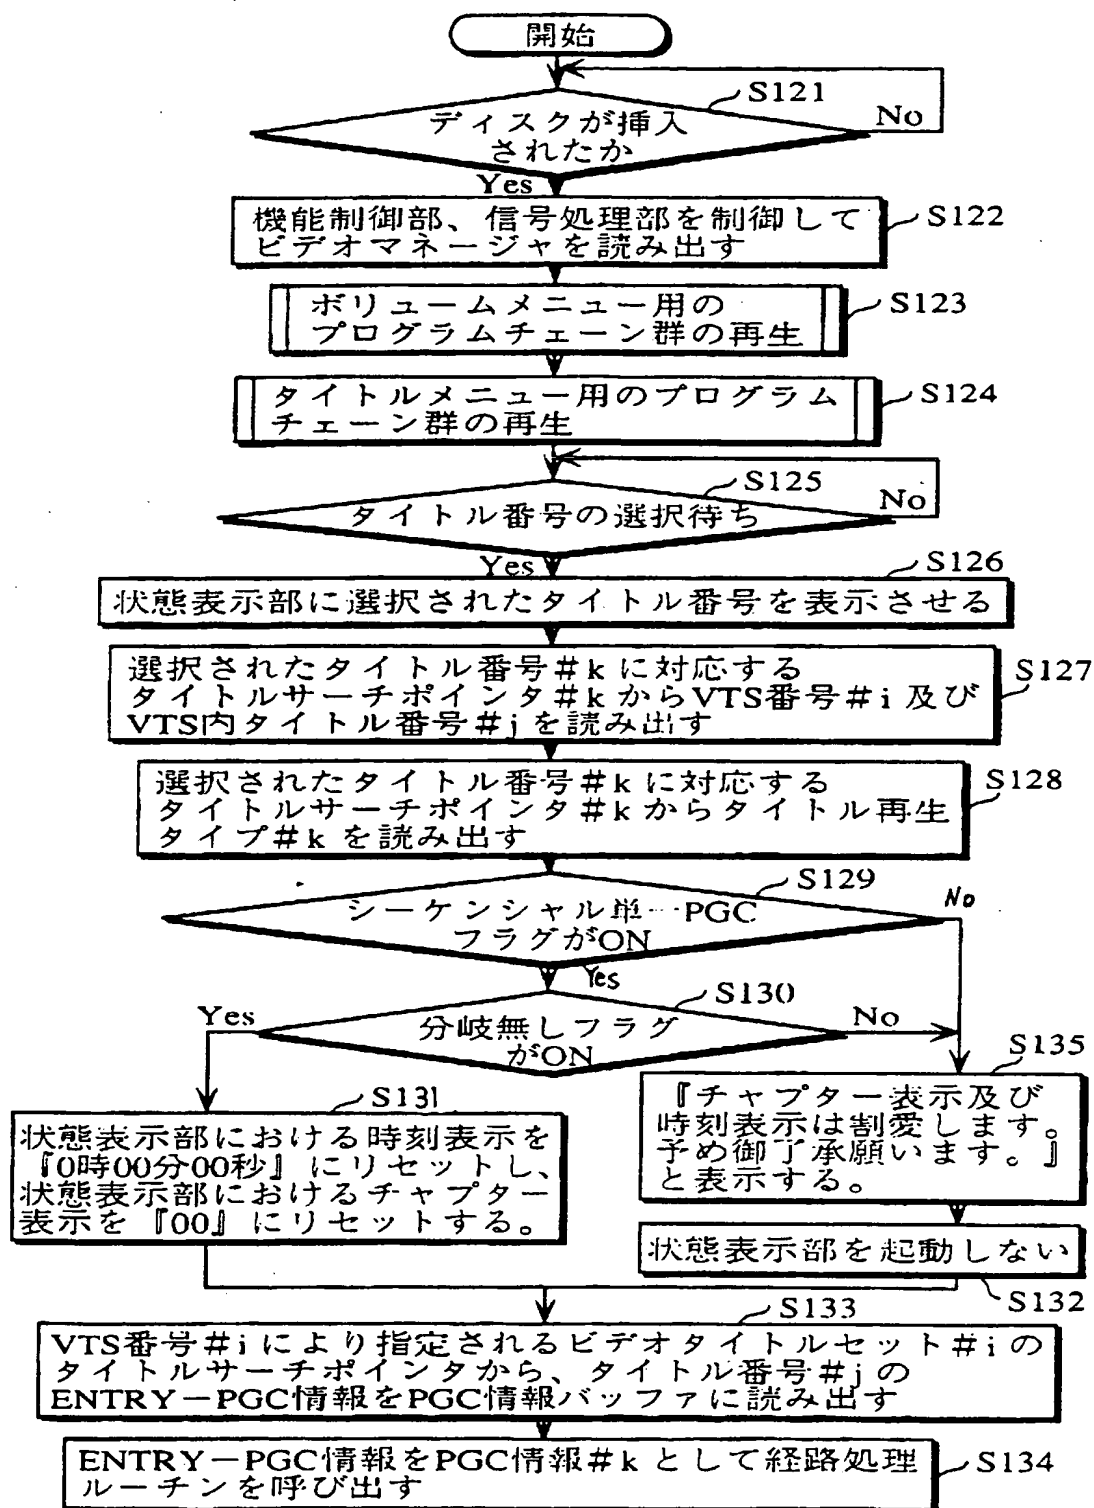 開始
S121
ディスクが挿入
されたか
No
Yes
機能制御部、信号処理部を制御して
ビデオマネージャを読み出す
S122
ボリュームメニュー用の
プログラムチェーン群の再生
S123
タイトルメニュー用のプログラム
チェーン群の再生
S124
S125
タイトル番号の選択待ち
No
Yes
S126
状態表示部に選択されたタイトル番号を表示させる
選択されたタイトル番号#kに対応する
タイトルサーチポインタ#kからVTS番号#i及び
VTS内タイトル番号#jを読み出す
S127
選択されたタイトル番号#kに対応する
タイトルサーチポインタ#kからタイトル再生
タイプ#kを読み出す
S128
S129
シーケンシャル単一PGC
フラグがON
No
Yes
S130
分岐無しフラグ
がON
Yes
No
S131
状態表示部における時刻表示を
『0時00分00秒』にリセットし、
状態表示部におけるチャプター
表示を『00』にリセットする。
S135
『チャプター表示及び
時刻表示は割愛します。
予め御了承願います。』
と表示する。
状態表示部を起動しない
S132
S133
VTS番号#iにより指定されるビデオタイトルセット#iの
タイトルサーチポインタから、タイトル番号#jの
ENTRY－PGC情報をPGC情報バッファに読み出す
ENTRY－PGC情報をPGC情報#kとして経路処理
ルーチンを呼び出す
S134